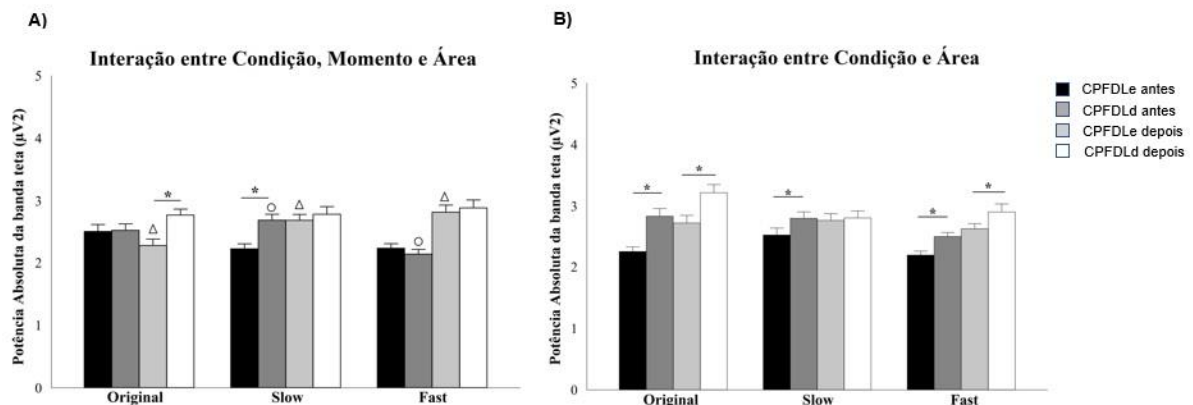 A)
Interação entre Condição, Momento e Área
Potência Absoluta da banda teta (µV2)
5
4
3
2
1
0
*
Δ
*
○
Δ
○
Δ
Original
Slow
Fast
B)
Interação entre Condição e Área
Potência Absoluta da banda teta (µV2)
5
4
3
2
1
0
*
*
*
*
*
Original
Slow
Fast
CPFDLe antes
CPFDLd antes
CPFDLe depois
CPFDLd depois